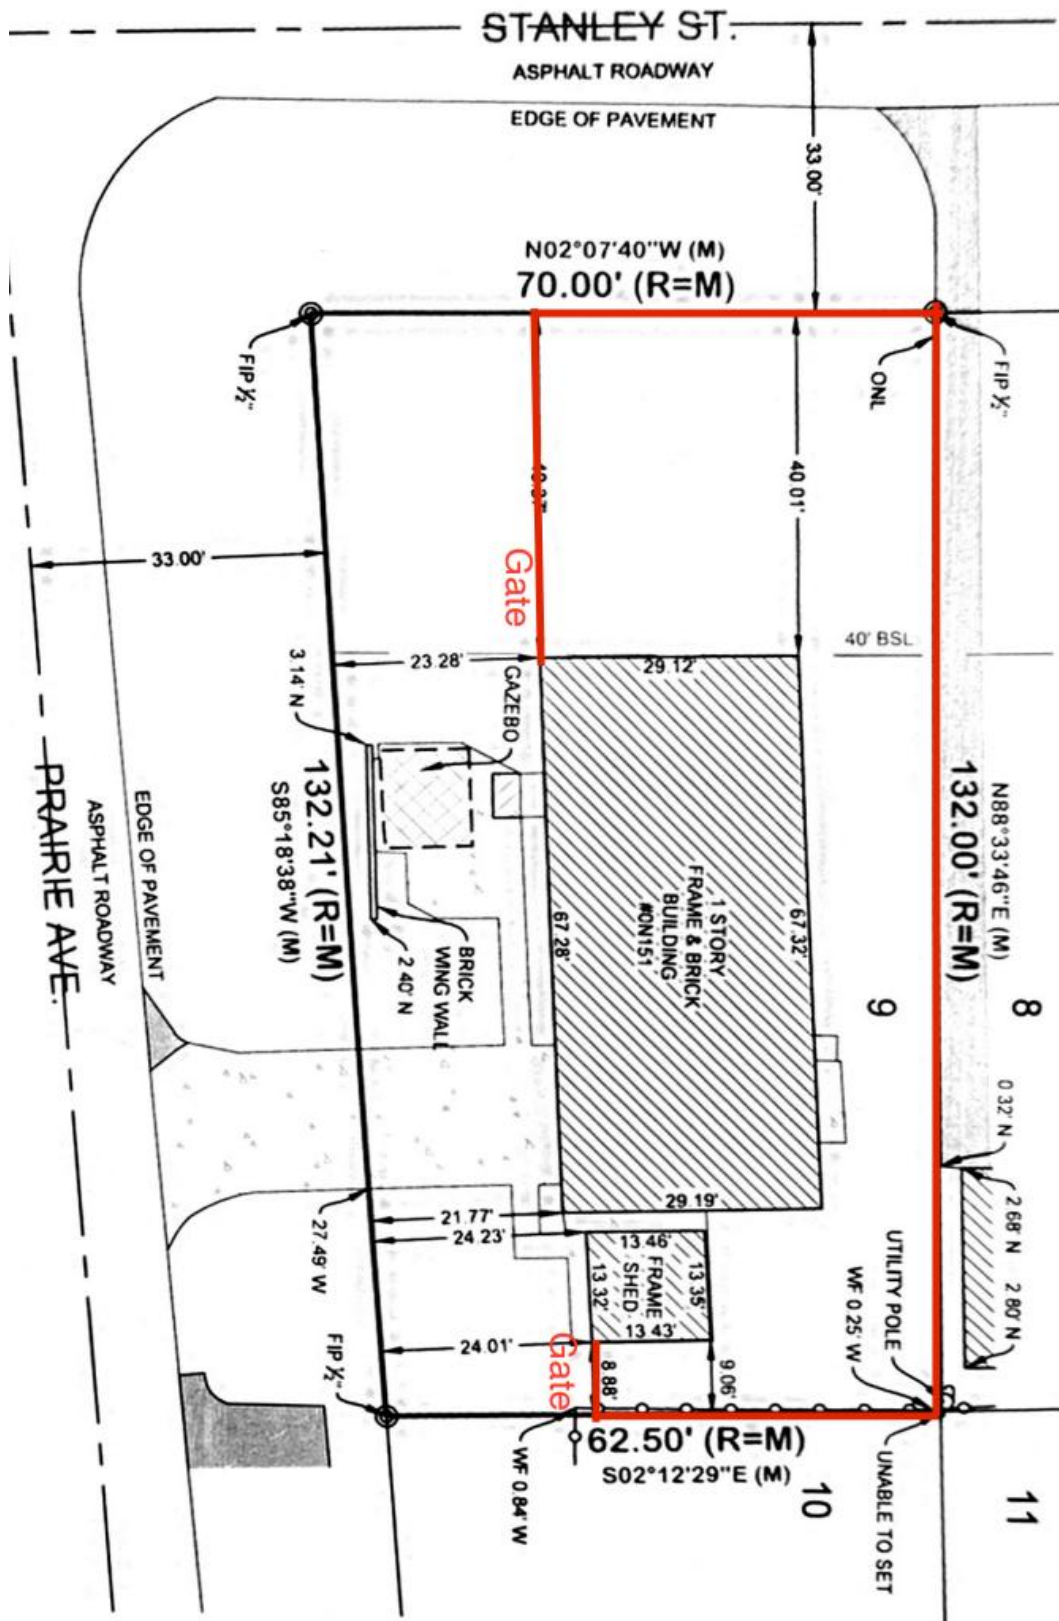 STANLEY ST.
ASPHALT ROADWAY
EDGE OF PAVEMENT
33.00'
N02°07'40"W (M)
70.00' (R=M)
FIP ½"
ONL
FIP ½"
40.01'
Gate
33.00'
40' BSL
23.28'
29.12'
3.14' N
GAZEBO
132.21' (R=M)
S85°18'38"W (M)
PRAIRIE AVE.
ASPHALT ROADWAY
EDGE OF PAVEMENT
BRICK
WING WALL
2.40' N
67.28'
1 STORY
FRAME & BRICK
BUILDING
#0N151
67.32'
N88°33'46"E (M)
132.00' (R=M)
9
8
0.32' N
2.68' N
2.80' N
29.19'
21.77'
24.23'
27.49' W
13.46'
FRAME
SHED
13.32'
13.35'
13.43'
UTILITY POLE
WF 0.25' W
FIP ½"
24.01'
Gate
8.88'
9.06'
62.50' (R=M)
S02°12'29"E (M)
WF 0.84' W
10
UNABLE TO SET
11